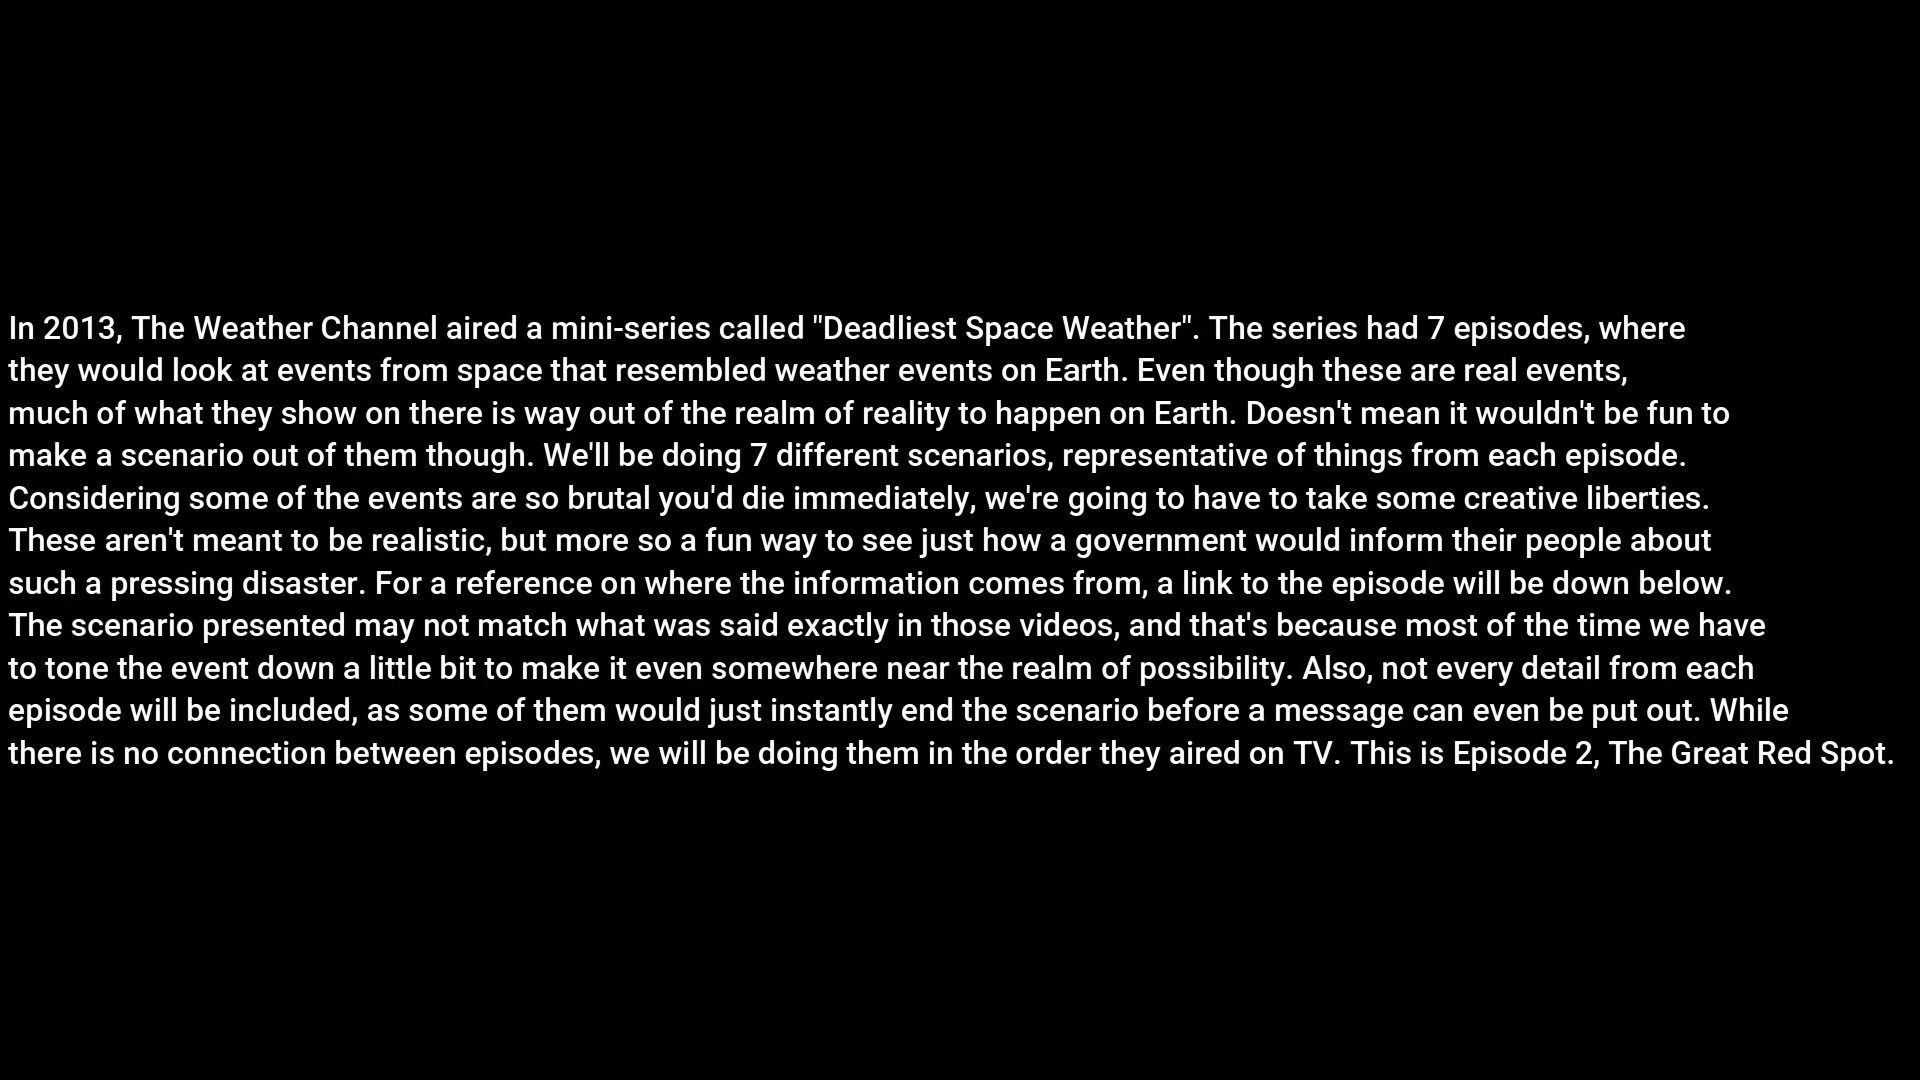 In 2013, The Weather Channel aired a mini-series called "Deadliest Space Weather". The series had 7 episodes, where
they would look at events from space that resembled weather events on Earth. Even though these are real events,
much of what they show on there is way out of the realm of reality to happen on Earth. Doesn't mean it wouldn't be fun to
make a scenario out of them though. We'll be doing 7 different scenarios, representative of things from each episode.
Considering some of the events are so brutal you'd die immediately, we're going to have to take some creative liberties.
These aren't meant to be realistic, but more so a fun way to see just how a government would inform their people about
such a pressing disaster. For a reference on where the information comes from, a link to the episode will be down below.
The scenario presented may not match what was said exactly in those videos, and that's because most of the time we have
to tone the event down a little bit to make it even somewhere near the realm of possibility. Also, not every detail from each
episode will be included, as some of them would just instantly end the scenario before a message can even be put out. While
there is no connection between episodes, we will be doing them in the order they aired on TV. This is Episode 2, The Great Red Spot.